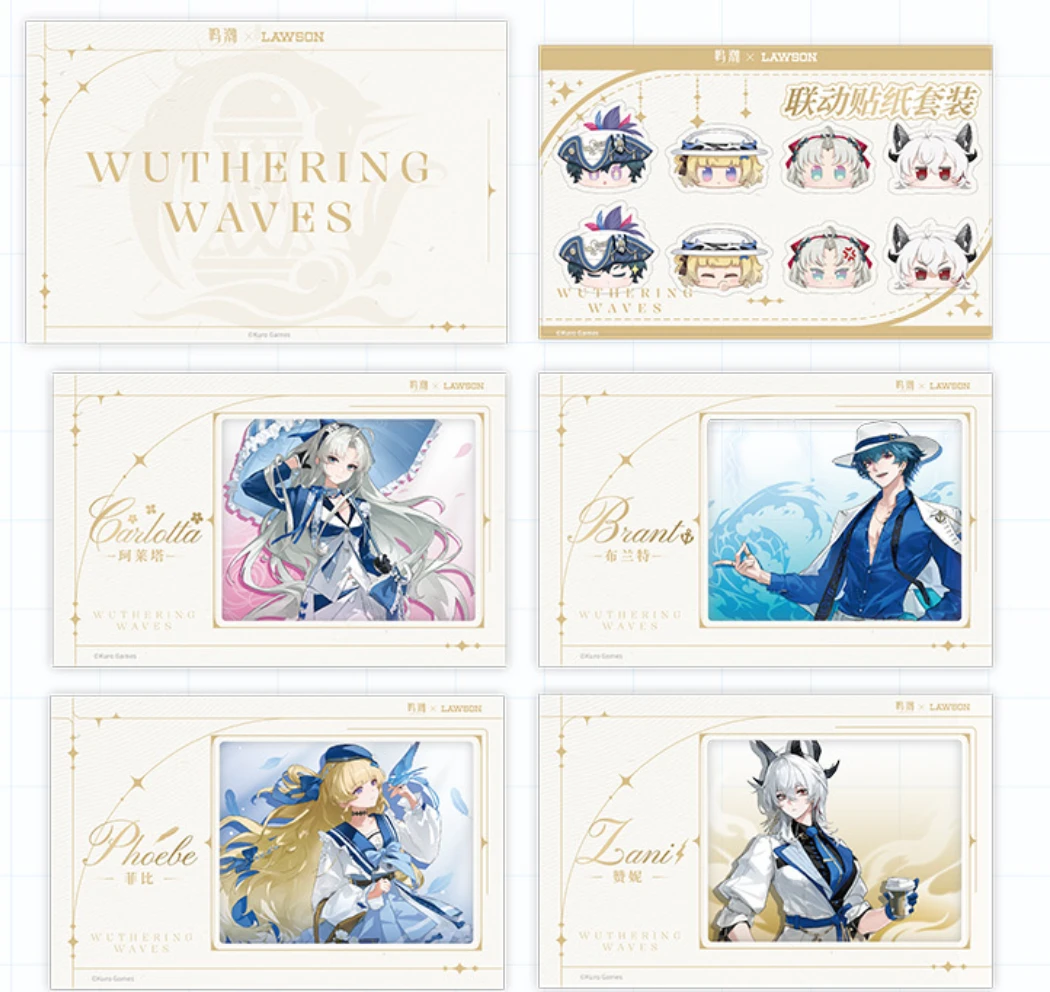 鸣潮 × LAWSON
WUTHERING
WAVES
©Kuro Games
鸣潮 × LAWSON
联动贴纸套装
WUTHERING
WAVES
©Kuro Games
鸣潮 × LAWSON
Carlotta
珂莱塔
WUTHERING
WAVES
©Kuro Games
鸣潮 × LAWSON
Brant
布兰特
WUTHERING
WAVES
©Kuro Games
鸣潮 × LAWSON
Phoebe
菲比
WUTHERING
WAVES
©Kuro Games
鸣潮 × LAWSON
Zani
赞妮
WUTHERING
WAVES
©Kuro Games